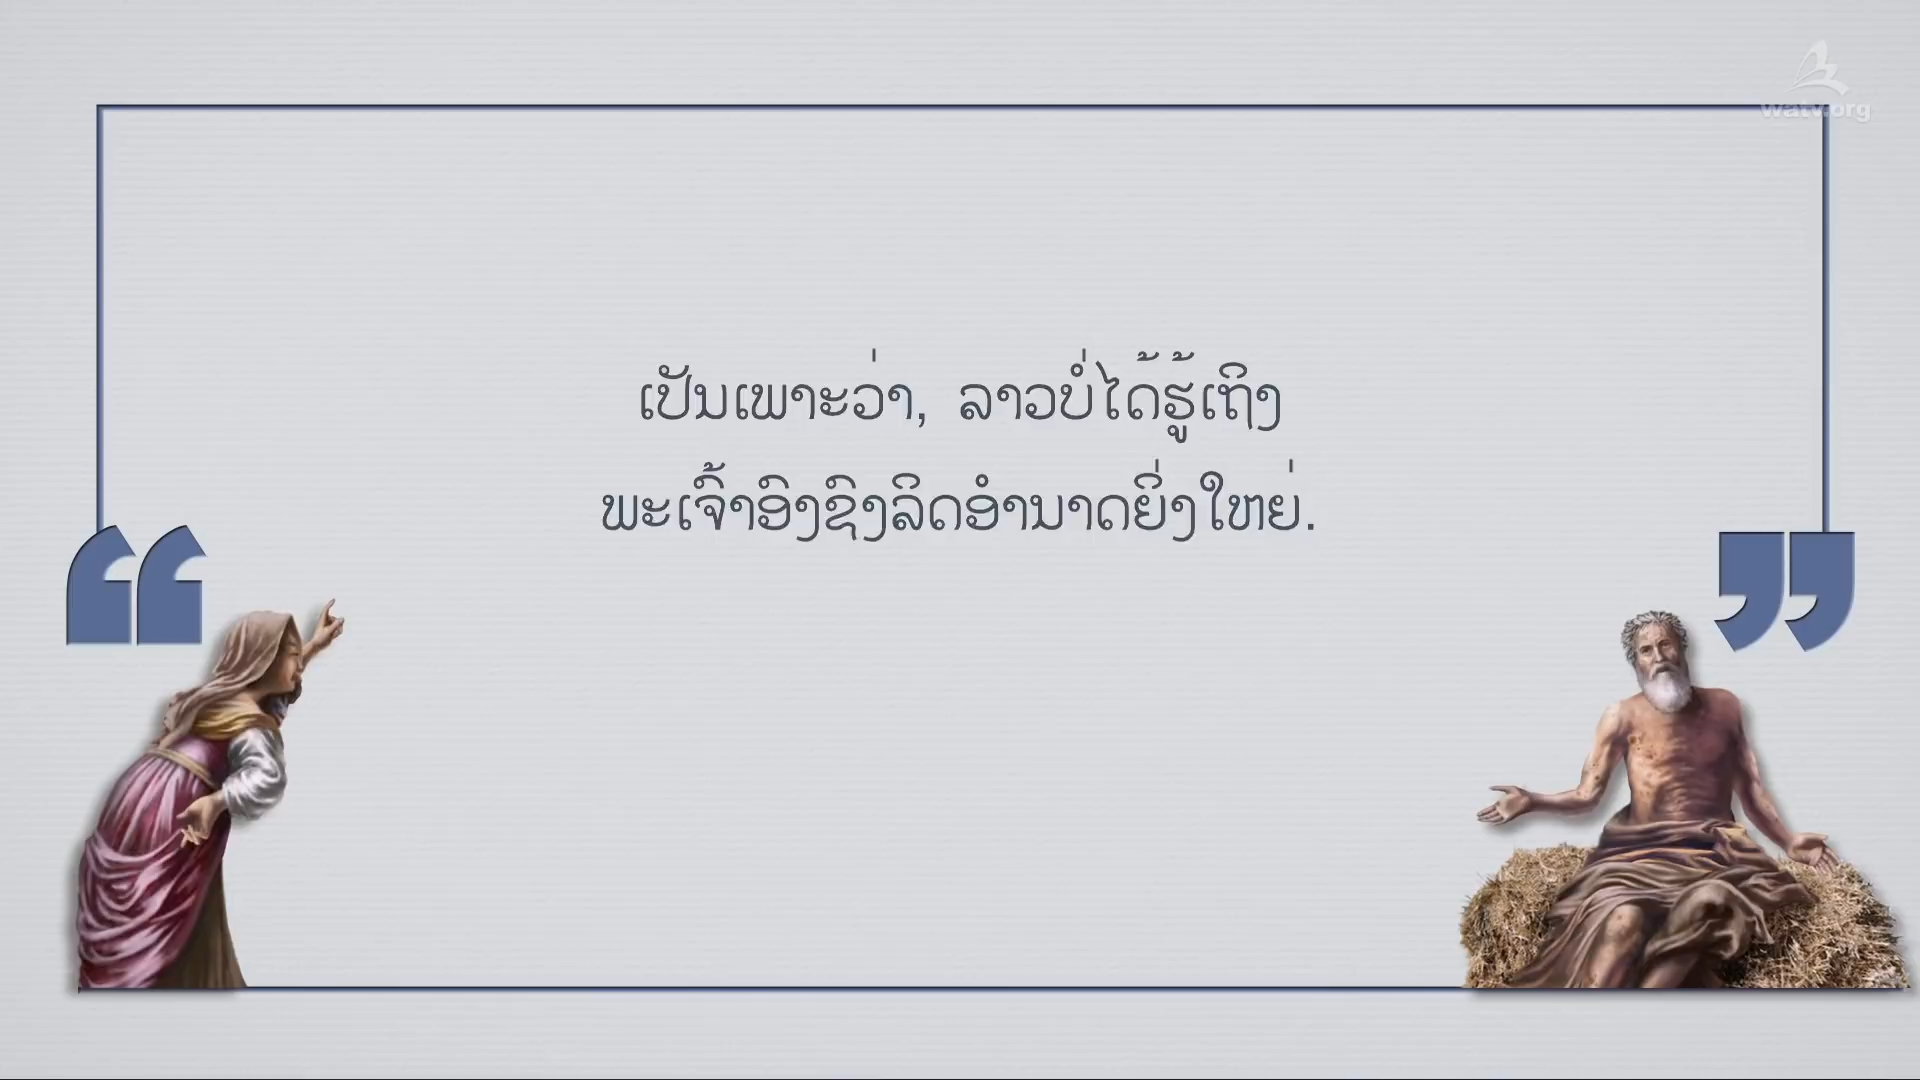 watv.org
ເປັນເພາະວ່າ, ລາວບໍ່ໄດ້ຮູ້ເຖິງ
ພະເຈົ້າອົງຊົງລິດອຳນາດຍິ່ງໃຫຍ່.